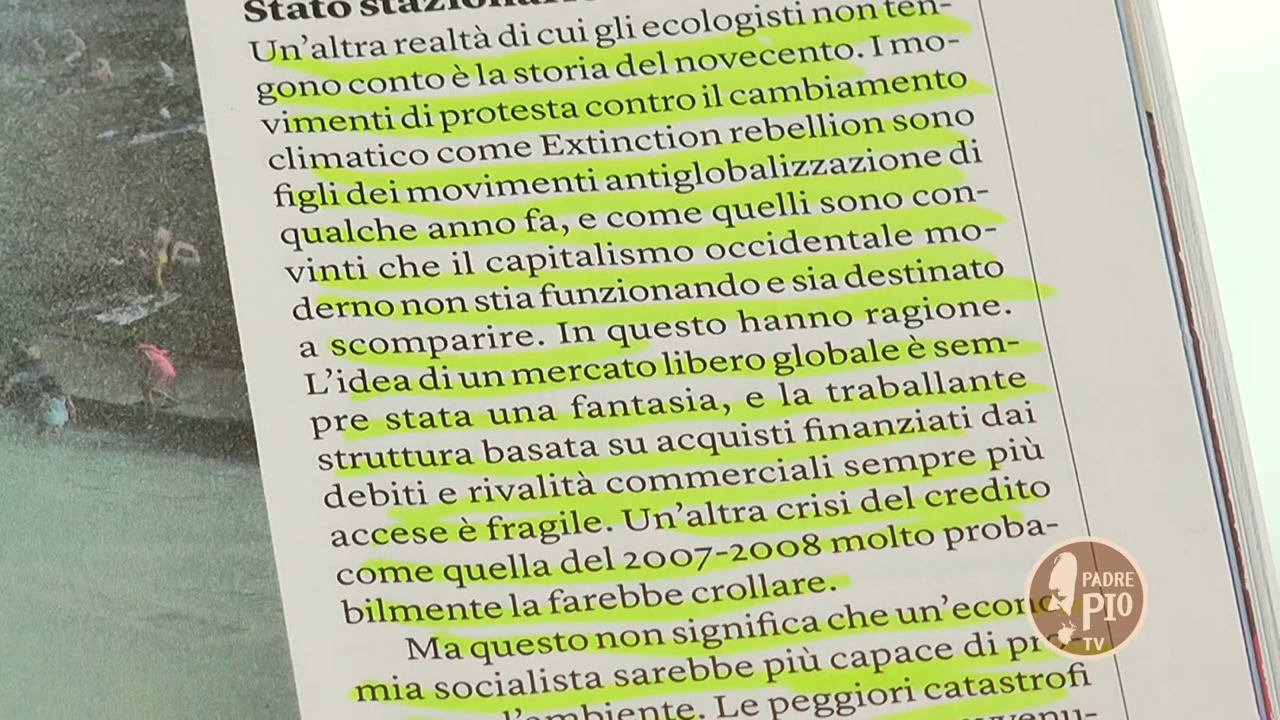 Stato stazionario
Un'altra realtà di cui gli ecologisti non ten-
gono conto è la storia del novecento. I mo-
vimenti di protesta contro il cambiamento
climatico come Extinction rebellion sono
figli dei movimenti antiglobalizzazione di
qualche anno fa, e come quelli sono con-
vinti che il capitalismo occidentale mo-
derno non stia funzionando e sia destinato
a scomparire. In questo hanno ragione.
L'idea di un mercato libero globale è sem-
pre stata una fantasia, e la traballante
struttura basata su acquisti finanziati dai
debiti e rivalità commerciali sempre più
accese è fragile. Un'altra crisi del credito
come quella del 2007-2008 molto proba-
bilmente la farebbe crollare.
Ma questo non significa che un'econo-
mia socialista sarebbe più capace di pro-
l'ambiente. Le peggiori catastrofi
PADRE
PIO
TV